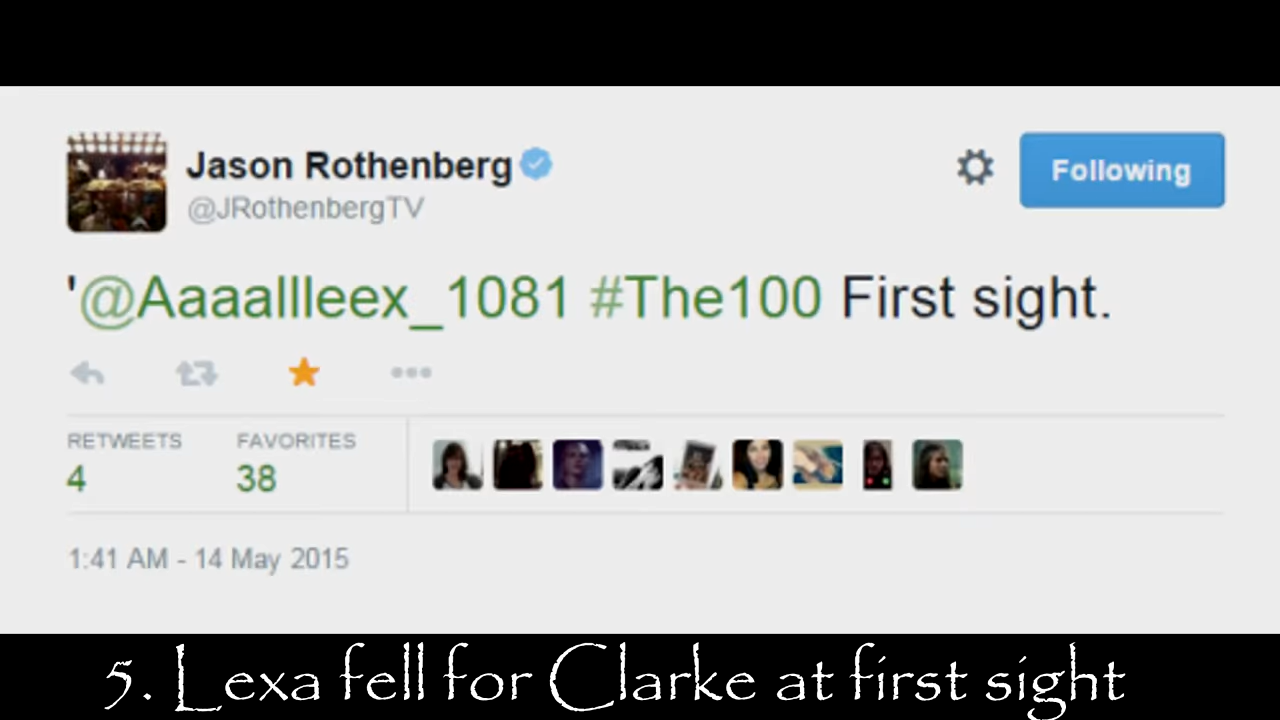 Jason Rothenberg
@JRothenbergTV
Following
'@Aaaallleex_1081 #The100 First sight.
RETWEETS FAVORITES
4 38
1:41 AM - 14 May 2015
5. Lexa fell for Clarke at first sight